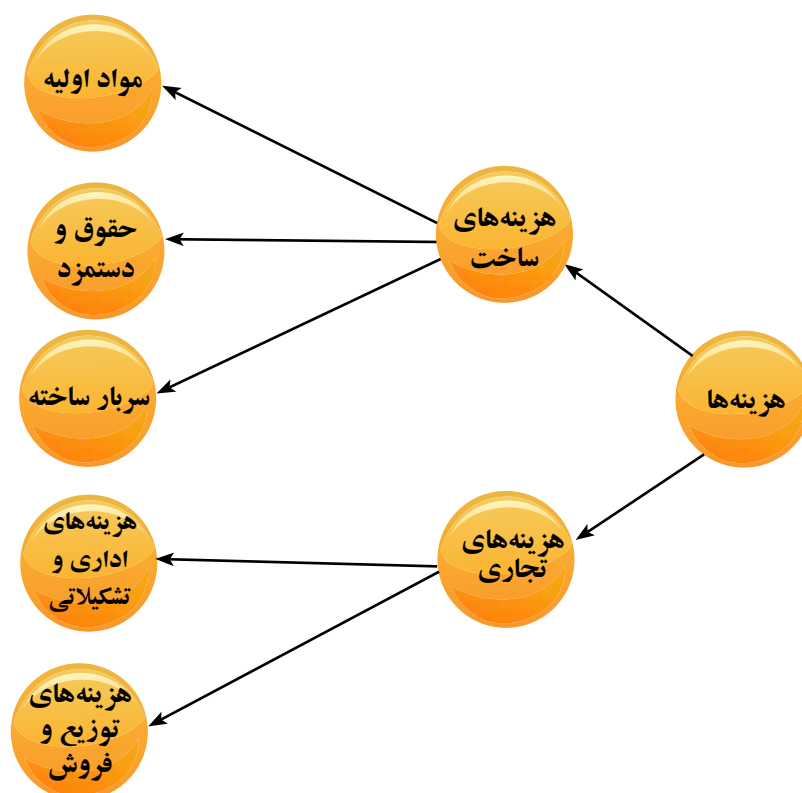 هزینه‌ها
هزینه‌های
ساخت
مواد اولیه
حقوق و
دستمزد
سربار ساخته
هزینه‌های
تجاری
هزینه‌های
اداری و
تشکیلاتی
هزینه‌های
توزیع و
فروش